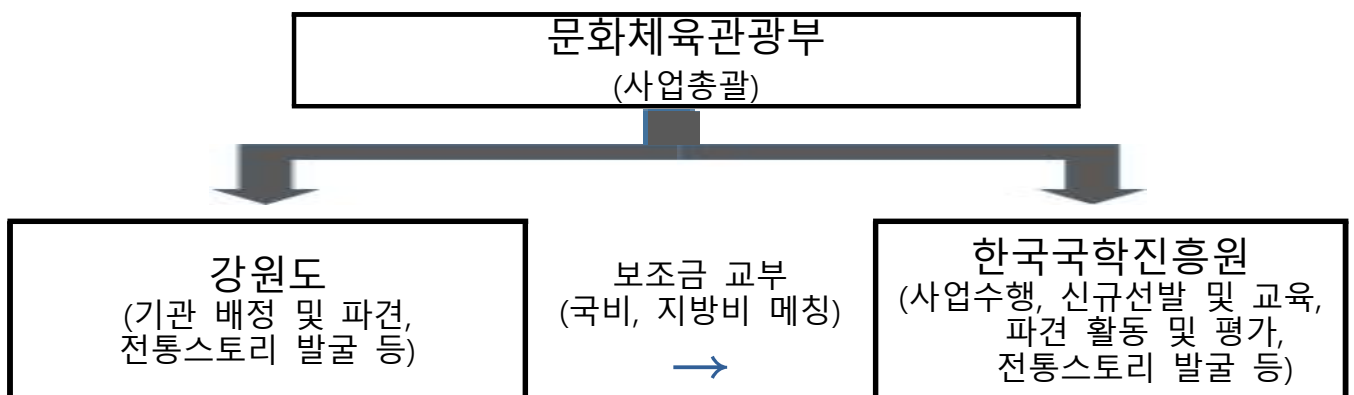 문화체육관광부
(사업총괄)
강원도
(기관 배정 및 파견,
전통스토리 발굴 등)
보조금 교부
(국비, 지방비 메칭)
→
한국국학진흥원
(사업수행, 신규선발 및 교육,
파견 활동 및 평가,
전통스토리 발굴 등)